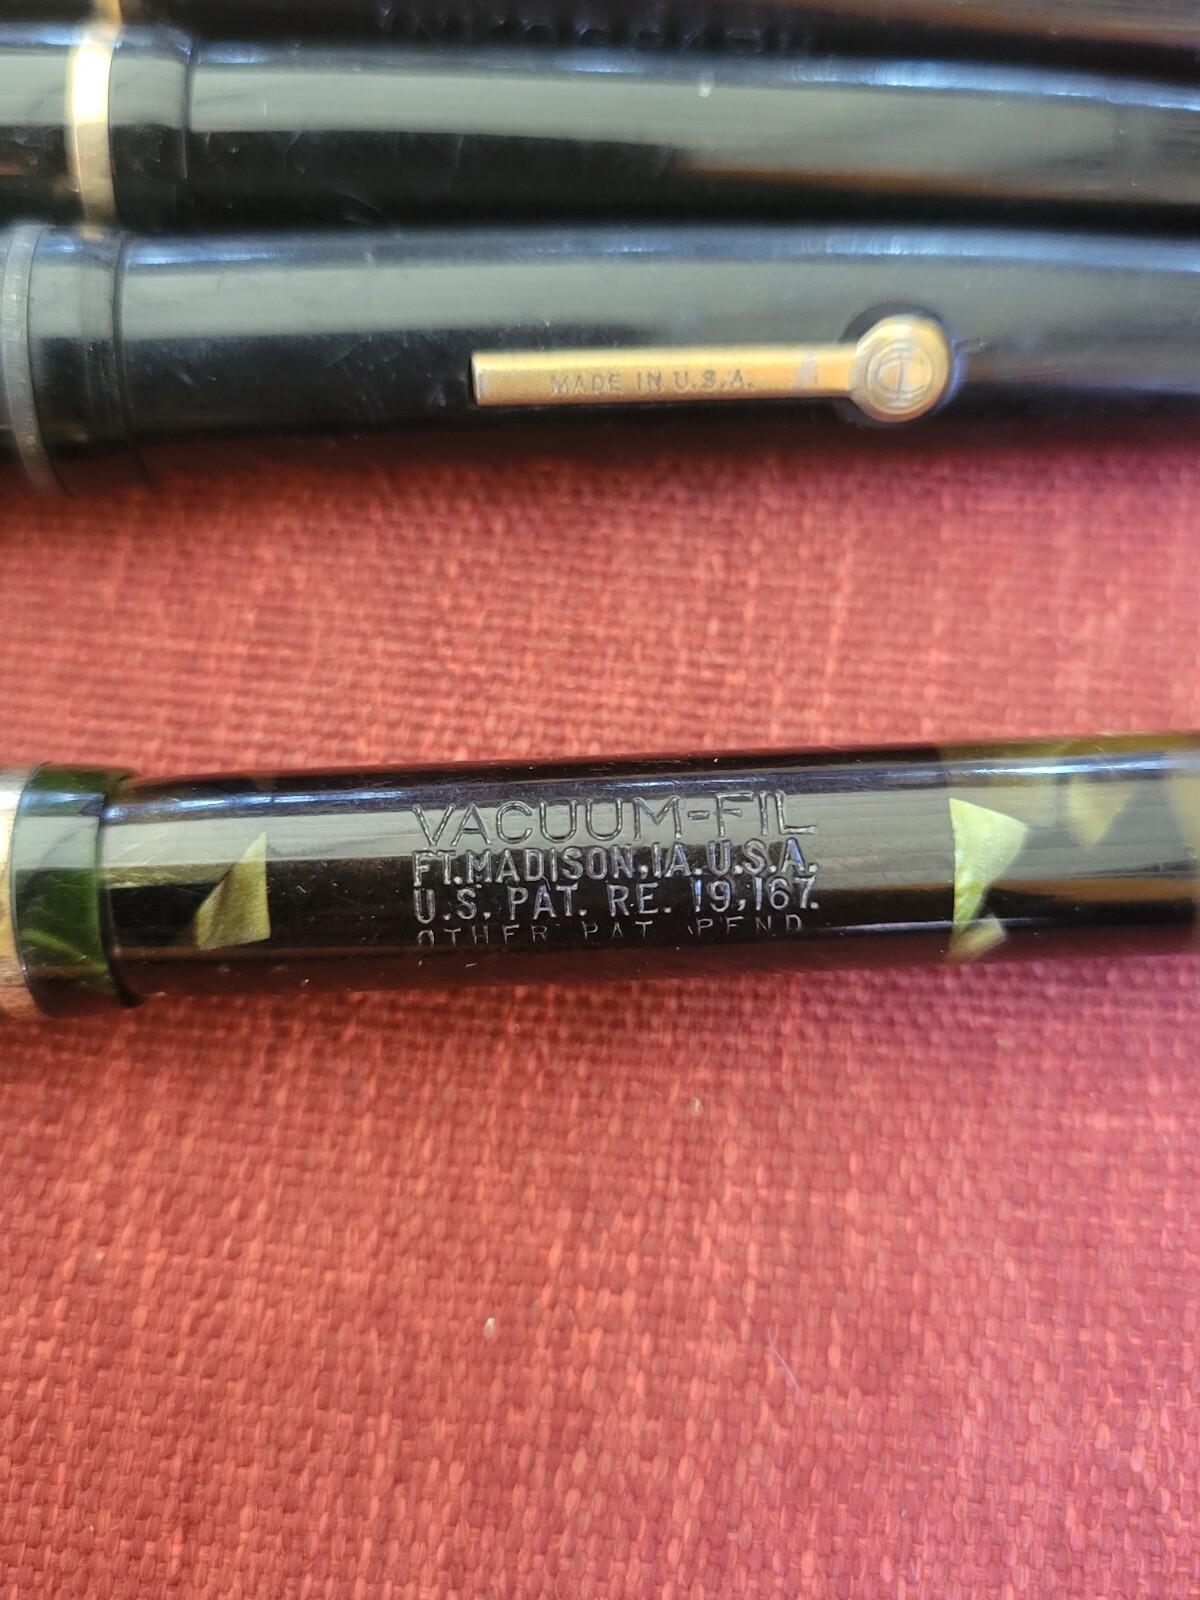 MADE IN U.S.A.
VACUUM-FIL
FT.MADISON,IA.U.S.A.
U.S. PAT. RE. 19,167.
OTHER PAT. PEND